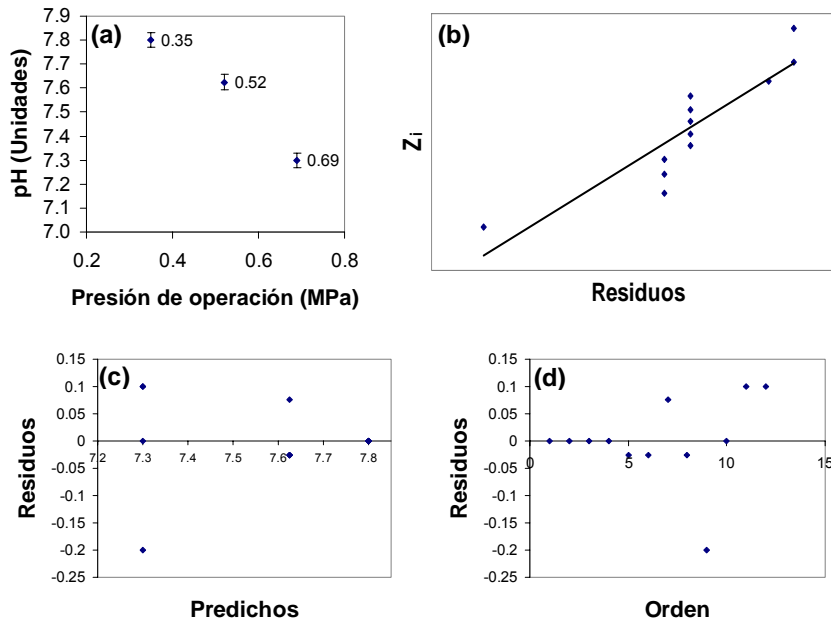 (a)
pH (Unidades)
7.9
7.8
7.7
7.6
7.5
7.4
7.3
7.2
7.1
7.0
0.35
0.52
0.69
0.2 0.4 0.6 0.8
Presión de operación (MPa)
(b)
Zi
Residuos
(c)
Residuos
0.15
0.1
0.05
0
-0.05
-0.1
-0.15
-0.2
-0.25
7.2 7.3 7.4 7.5 7.6 7.7 7.8
Predichos
(d)
Residuos
0.15
0.1
0.05
0
-0.05
-0.1
-0.15
-0.2
-0.25
0 5 10 15
Orden